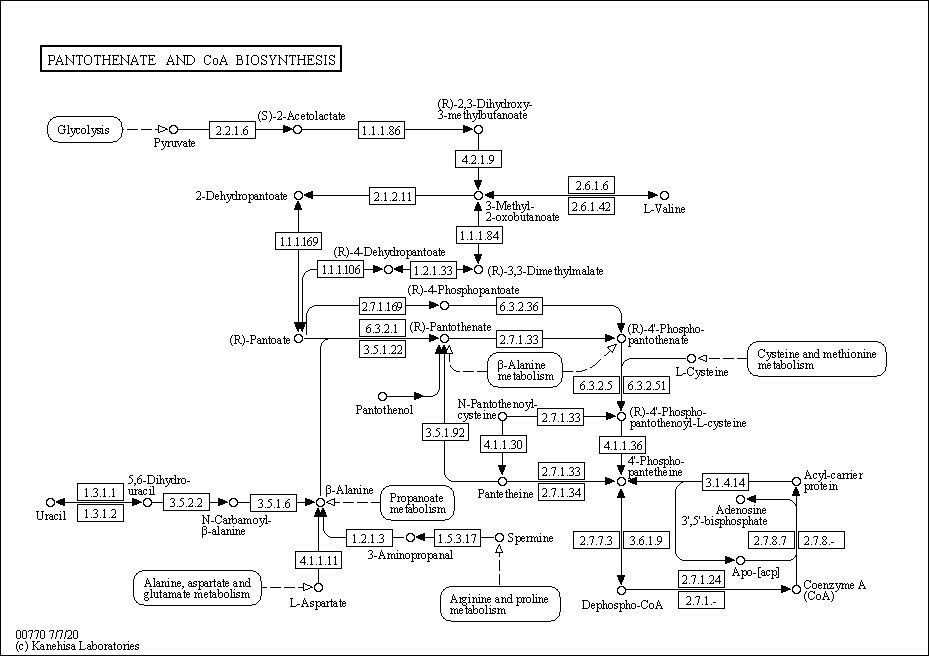 PANTOTHENATE AND CoA BIOSYNTHESIS
Glycolysis
Pyruvate
2.2.1.6
(S)-2-Acetolactate
1.1.1.86
(R)-2,3-Dihydroxy-
3-methylbutanoate
4.2.1.9
2-Dehydropantoate
2.1.2.11
3-Methyl-
2-oxobutanoate
2.6.1.6
2.6.1.42
L-Valine
1.1.1.169
1.1.1.84
(R)-4-Dehydropantoate
1.1.1.106
1.2.1.33
(R)-3,3-Dimethylmalate
(R)-4-Phosphopantoate
2.7.1.169
6.3.2.36
(R)-Pantoate
6.3.2.1
3.5.1.22
(R)-Pantothenate
2.7.1.33
(R)-4'-Phospho-
pantothenate
β-Alanine
metabolism
L-Cysteine
Cysteine and methionine
metabolism
6.3.2.5
6.3.2.51
Pantothenol
N-Pantothenoyl-
cysteine
2.7.1.33
(R)-4'-Phospho-
pantothenoyl-L-cysteine
3.5.1.92
4.1.1.30
4.1.1.36
4'-Phospho-
pantetheine
Pantetheine
2.7.1.33
2.7.1.34
3.1.4.14
Acyl-carrier
protein
Adenosine
3',5'-bisphosphate
Uracil
1.3.1.1
1.3.1.2
5,6-Dihydro-
uracil
3.5.2.2
N-Carbamoyl-
β-alanine
3.5.1.6
β-Alanine
Propanoate
metabolism
1.2.1.3
3-Aminopropanal
1.5.3.17
Spermine
4.1.1.11
2.7.7.3
3.6.1.9
2.7.8.7
2.7.8.-
Apo-[acp]
Alanine, aspartate and
glutamate metabolism
L-Aspartate
Arginine and proline
metabolism
Dephospho-CoA
2.7.1.24
2.7.1.-
Coenzyme A
(CoA)
00770 7/7/20
(c) Kanehisa Laboratories